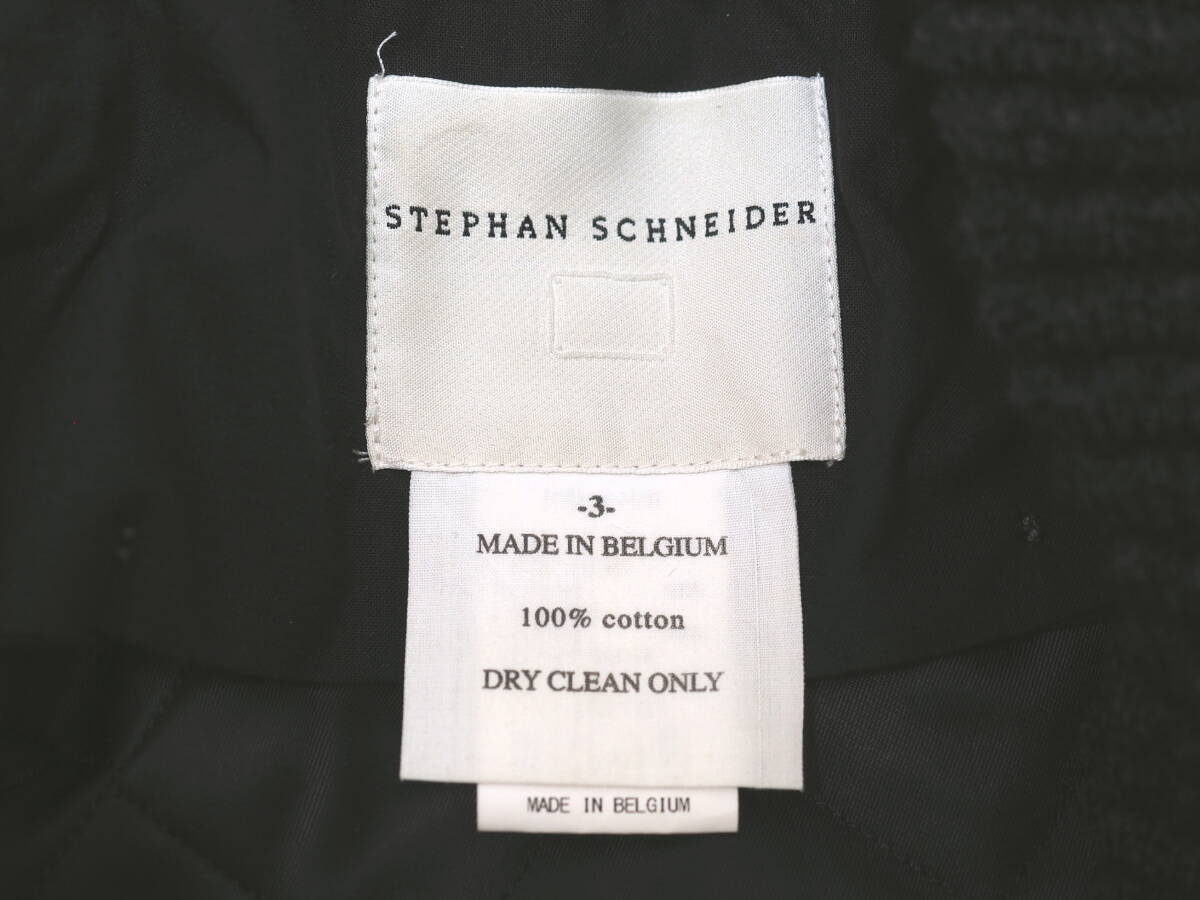 STEPHAN SCHNEIDER
-3-
MADE IN BELGIUM
100% cotton
DRY CLEAN ONLY
MADE IN BELGIUM